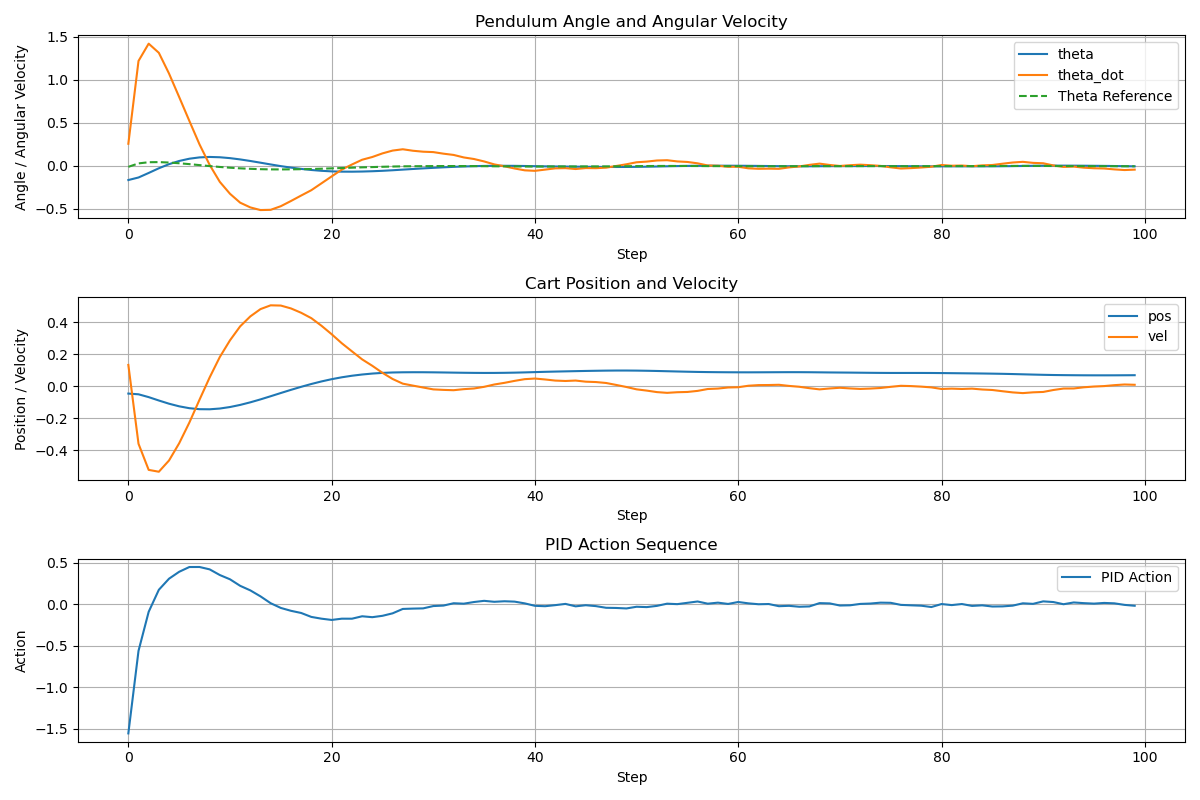 Pendulum Angle and Angular Velocity
Angle / Angular Velocity
1.5
1.0
0.5
0.0
−0.5
theta
theta_dot
Theta Reference
0 20 40 60 80 100
Step
Cart Position and Velocity
Position / Velocity
0.4
0.2
0.0
−0.2
−0.4
pos
vel
0 20 40 60 80 100
Step
PID Action Sequence
Action
0.5
0.0
−0.5
−1.0
−1.5
PID Action
0 20 40 60 80 100
Step